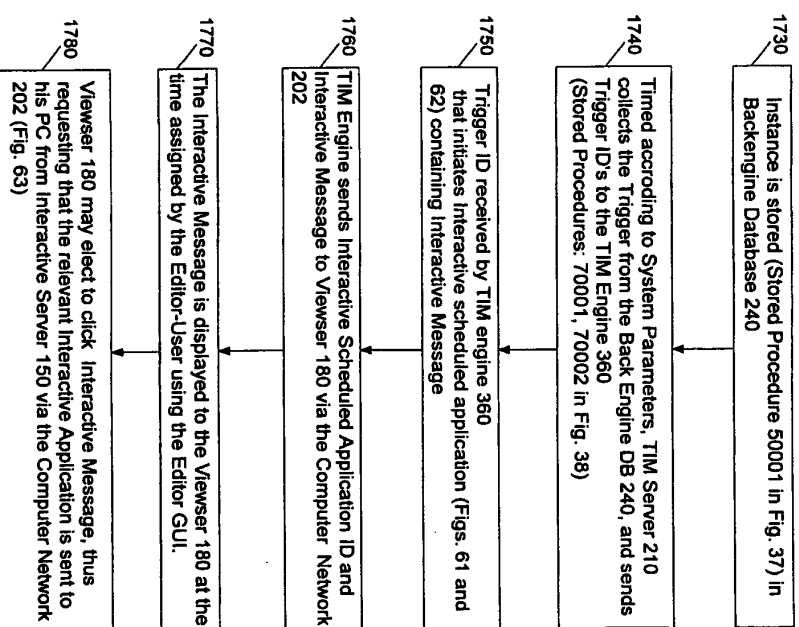 1730
Instance is stored (Stored Procedure 50001 in Fig. 37) in
Backengine Database 240
1740
Timed accroding to System Parameters, TIM Server 210
collects the Trigger from the Back Engine DB 240, and sends
Trigger ID's to the TIM Engine 360
(Stored Procedures: 70001, 70002 in Fig. 38)
1750
Trigger ID received by TIM engine 360
that initiates Interactive scheduled application (Figs. 61 and
62) containing Interactive Message
1760
TIM Engine sends Interactive Scheduled Application ID and
Interactive Message to Viewser 180 via the Computer Network
202
1770
The Interactive Message is displayed to the Viewser 180 at the
time assigned by the Editor-User using the Editor GUI.
1780
Viewser 180 may elect to click Interactive Message, thus
requesting that the relevant Interactive Application is sent to
his PC from Interactive Server 150 via the Computer Network
202 (Fig. 63)